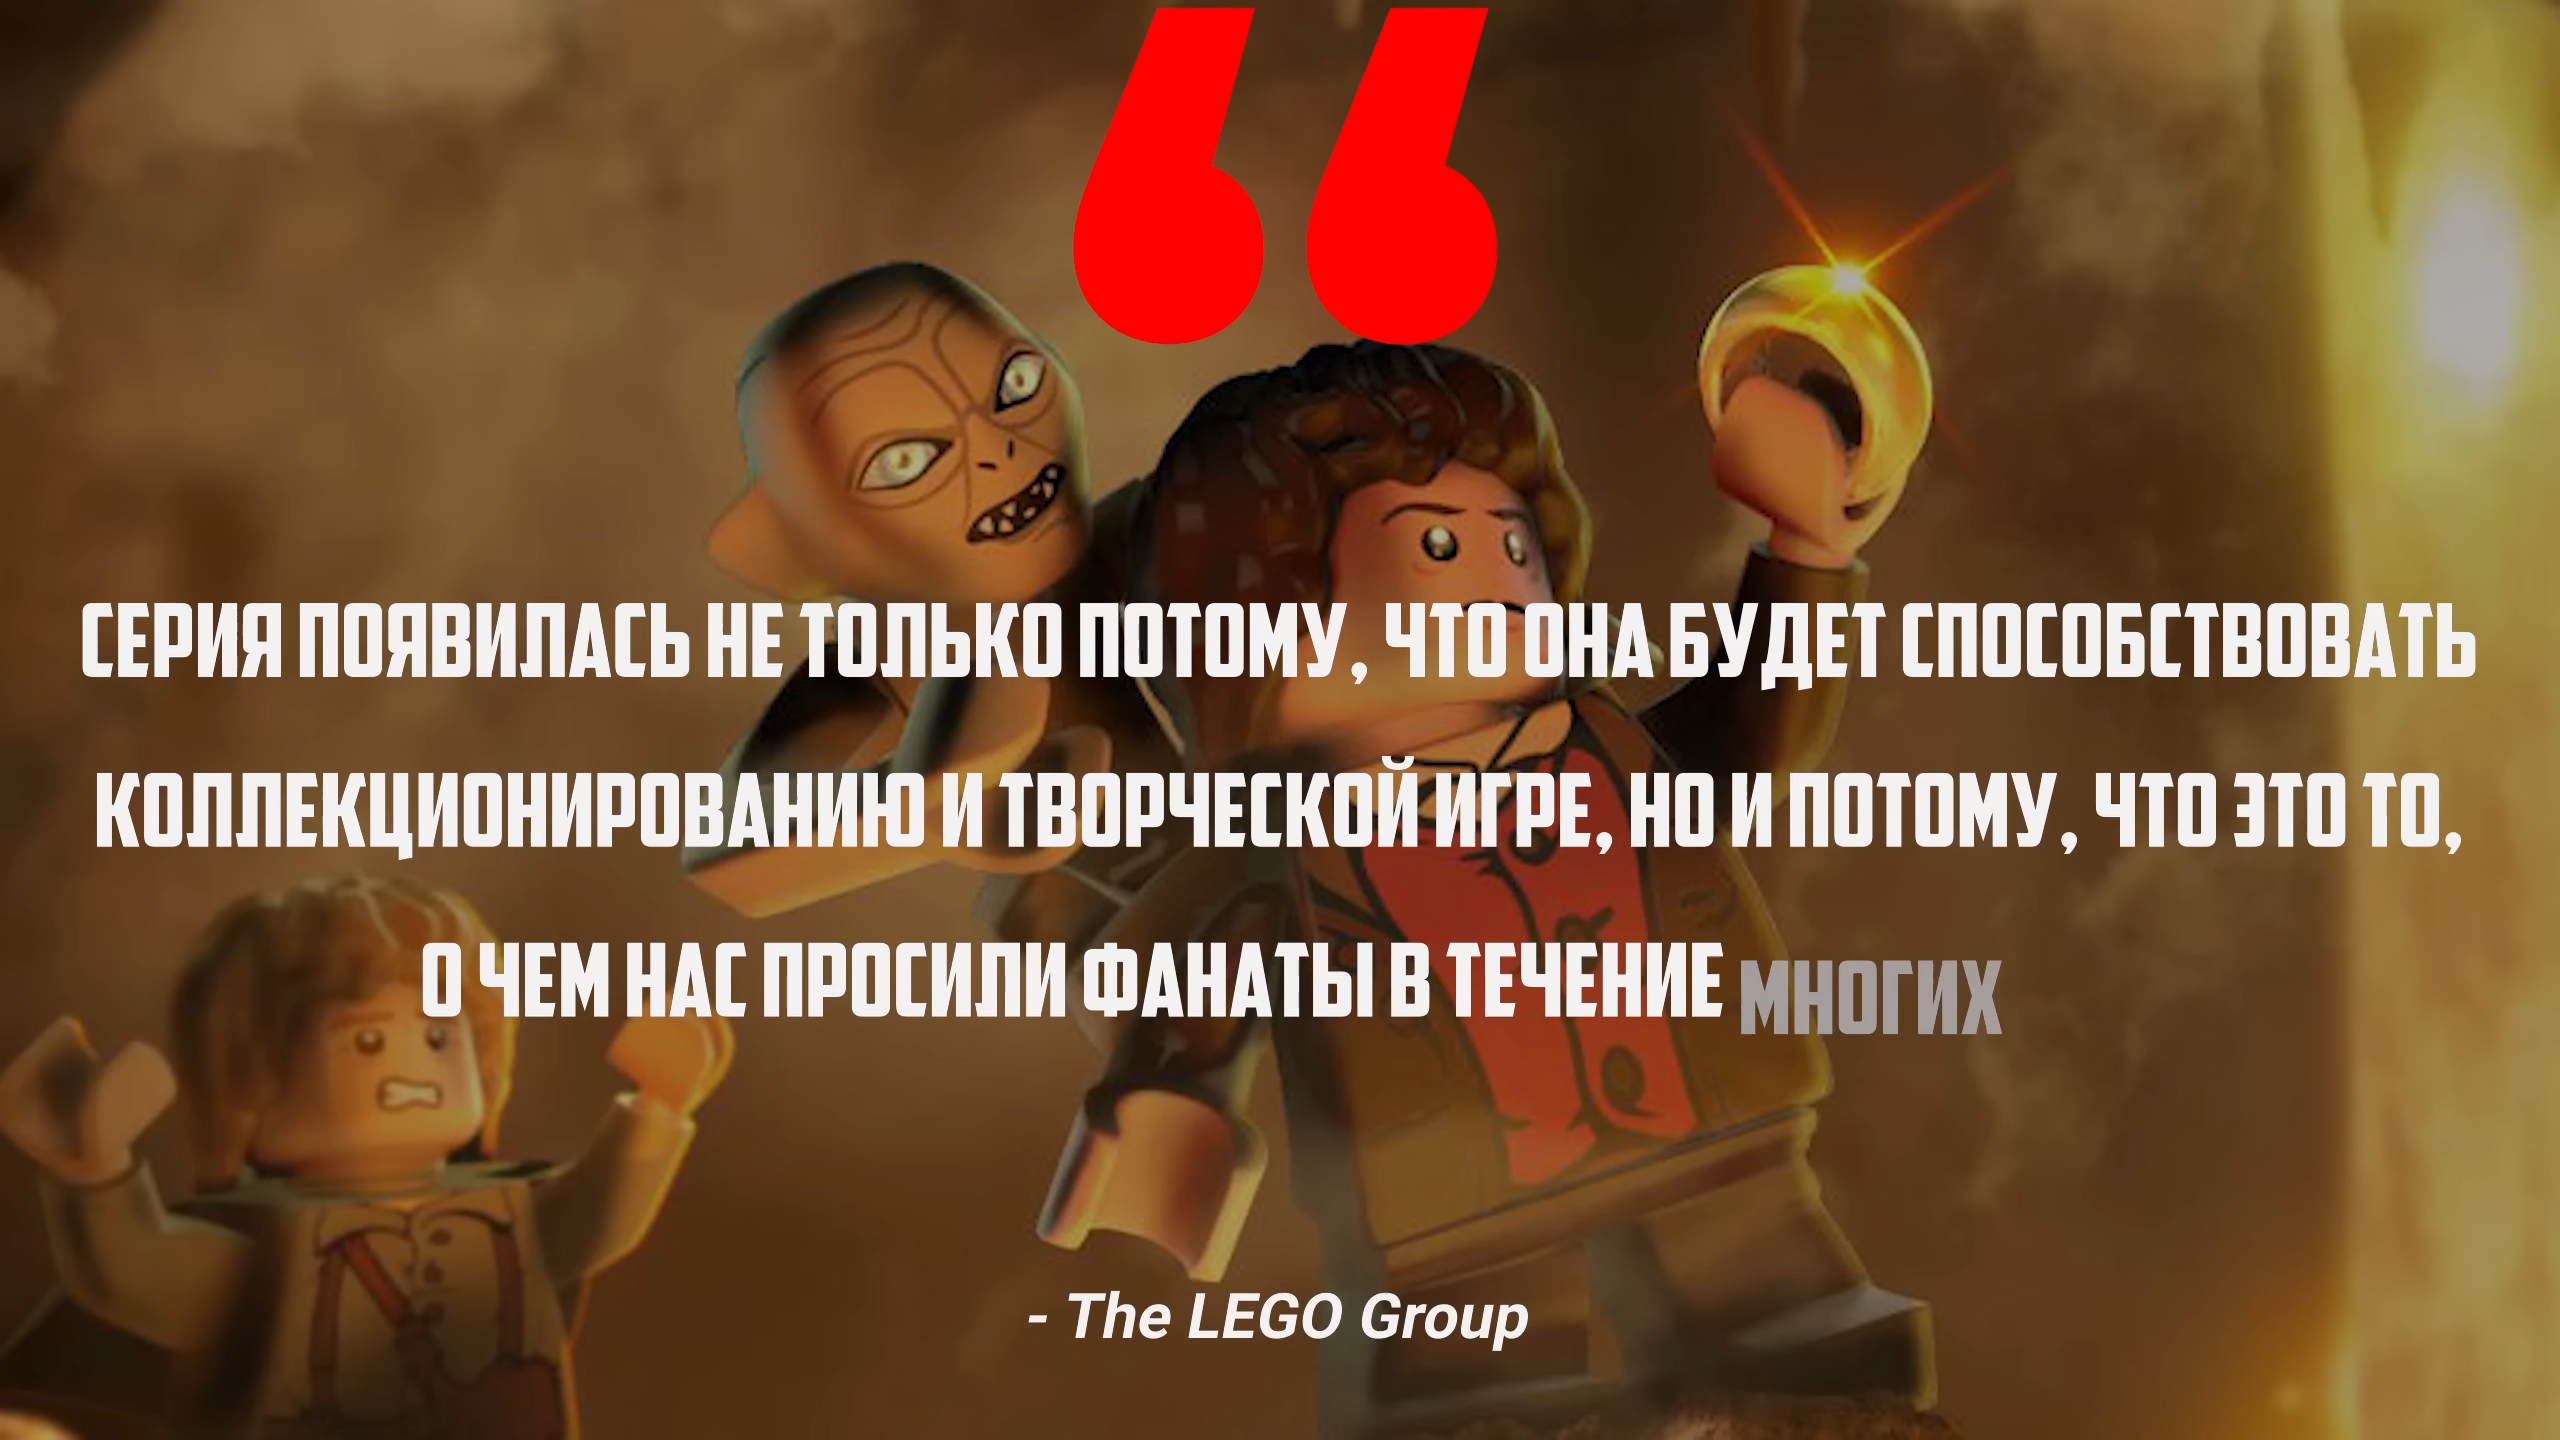 “
СЕРИЯ ПОЯВИЛАСЬ НЕ ТОЛЬКО ПОТОМУ, ЧТО ОНА БУДЕТ СПОСОБСТВОВАТЬ
КОЛЛЕКЦИОНИРОВАНИЮ И ТВОРЧЕСКОЙ ИГРЕ, НО И ПОТОМУ, ЧТО ЭТО ТО,
О ЧЕМ НАС ПРОСИЛИ ФАНАТЫ В ТЕЧЕНИЕ МНОГИХ
- The LEGO Group